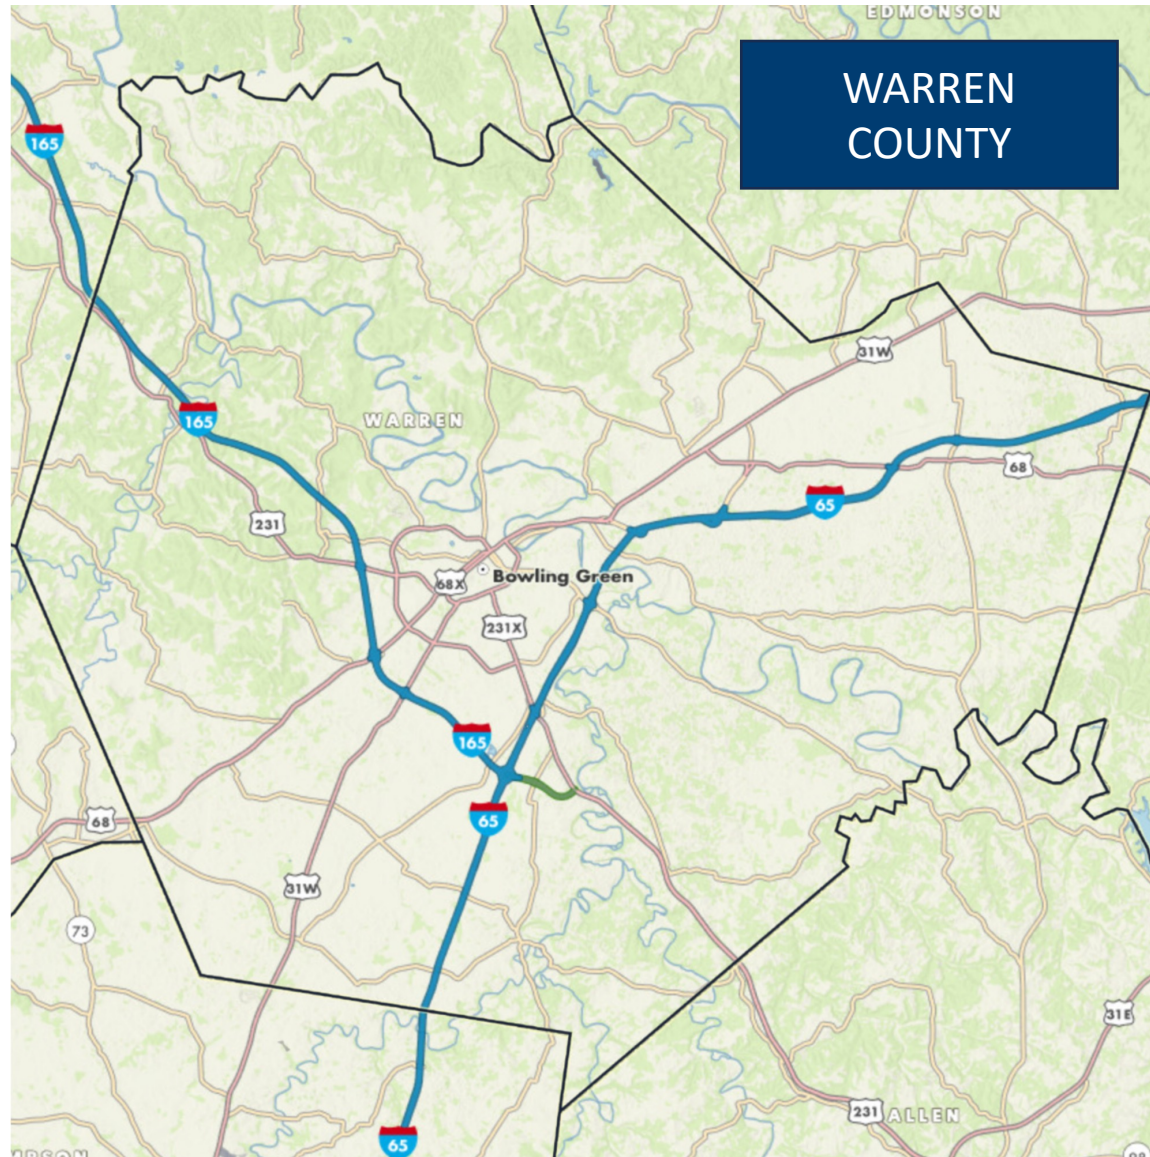 EDMONSON
WARREN
COUNTY
165
31W
165
WARREN
68
65
231
68X
Bowling Green
231X
165
65
68
31W
73
31E
231
ALLEN
65